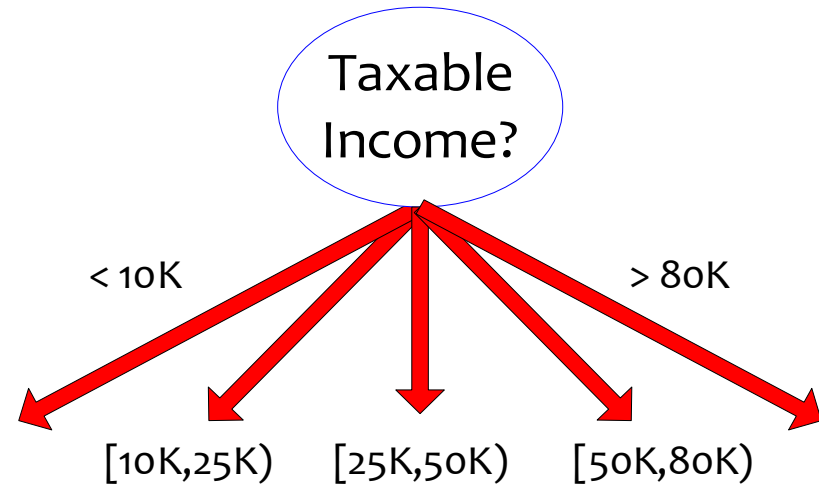 Taxable
Income?
< 10K
> 80K
[10K,25K)
[25K,50K)
[50K,80K)